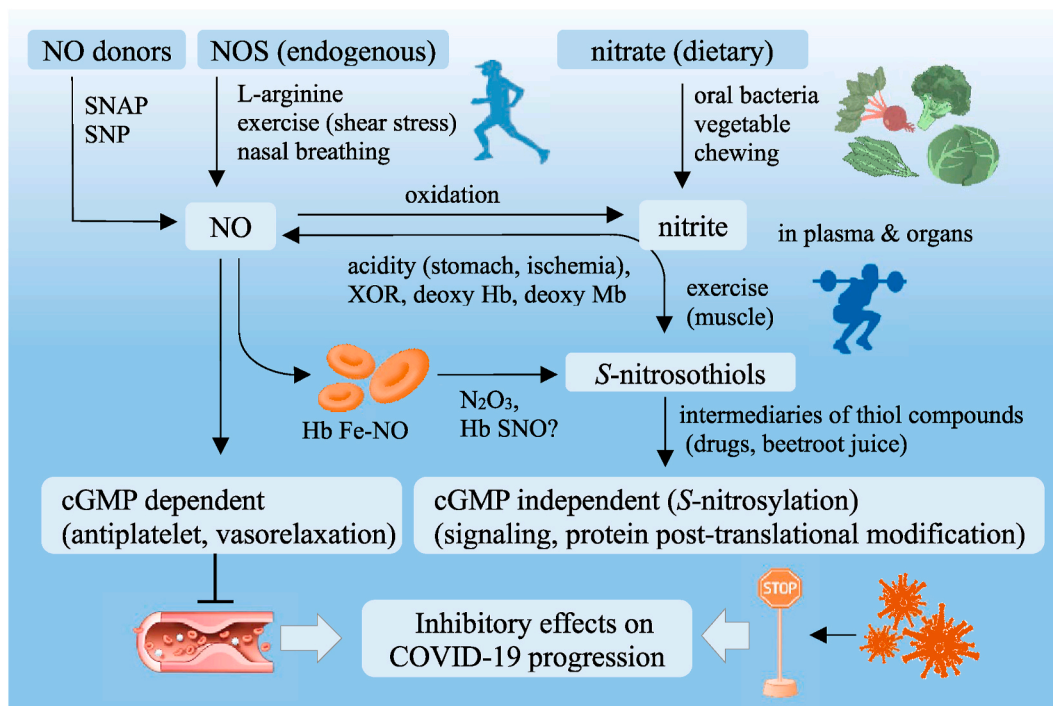 NO donors
NOS (endogenous)
nitrate (dietary)
SNAP
SNP
L-arginine
exercise (shear stress)
nasal breathing
oral bacteria
vegetable
chewing
oxidation
NO
nitrite
in plasma & organs
acidity (stomach, ischemia),
XOR, deoxy Hb, deoxy Mb
exercise
(muscle)
S-nitrosothiols
Hb Fe-NO
N₂O₃,
Hb SNO?
intermediaries of thiol compounds
(drugs, beetroot juice)
cGMP dependent
(antiplatelet, vasorelaxation)
cGMP independent (S-nitrosylation)
(signaling, protein post-translational modification)
STOP
Inhibitory effects on
COVID-19 progression